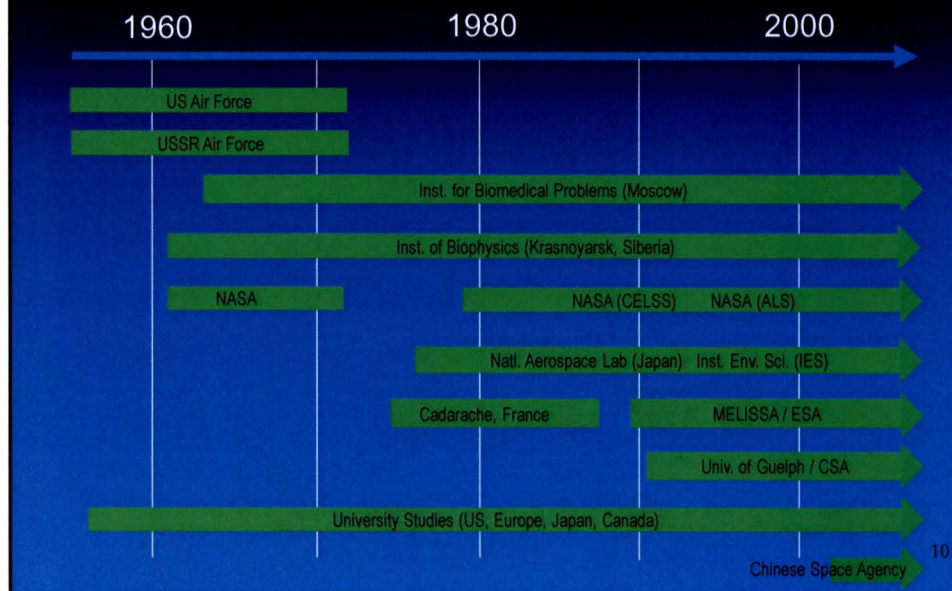 1960 1980 2000
US Air Force
USSR Air Force
Inst. for Biomedical Problems (Moscow)
Inst. of Biophysics (Krasnoyarsk, Siberia)
NASA NASA (CELSS) NASA (ALS)
Natl. Aerospace Lab (Japan) Inst. Env. Sci. (IES)
Cadarache, France MELISSA / ESA
Univ. of Guelph / CSA
University Studies (US, Europe, Japan, Canada)
10
Chinese Space Agency